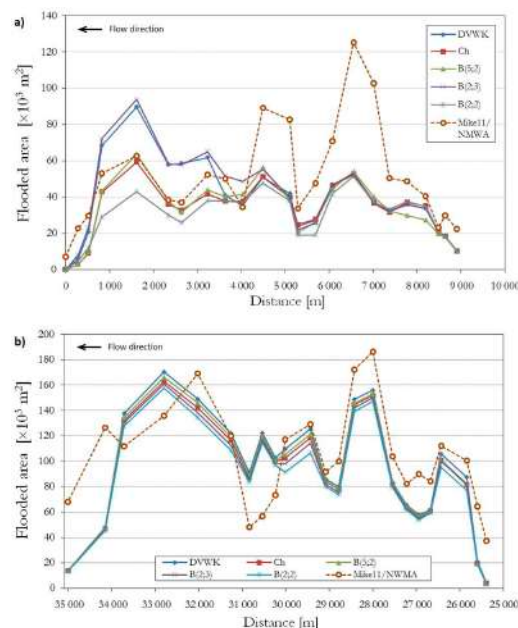 a)
Flow direction
Flooded area [×10³ m²]
140
120
100
80
60
40
20
0
DVWK
Ch
B(5;2)
B(2;3)
B(2;2)
Mike11/
NMWA
0
1 000
2 000
3 000
4 000
5 000
6 000
7 000
8 000
9 000
10 000
Distance [m]
b)
Flow direction
Flooded area [×10³ m²]
200
180
160
140
120
100
80
60
40
20
0
DVWK
Ch
B(5;2)
B(2;3)
B(2;2)
Mike11/NWMA
35 000
34 000
33 000
32 000
31 000
30 000
29 000
28 000
27 000
26 000
25 000
Distance [m]